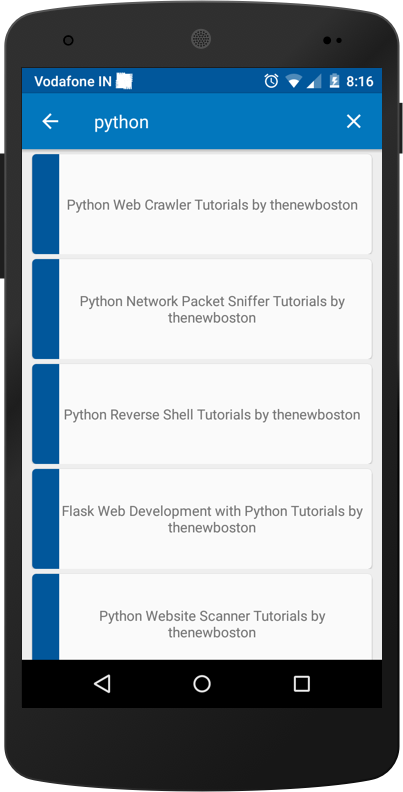 Vodafone IN
8:16
python
Python Web Crawler Tutorials by thenewboston
Python Network Packet Sniffer Tutorials by
thenewboston
Python Reverse Shell Tutorials by thenewboston
Flask Web Development with Python Tutorials by
thenewboston
Python Website Scanner Tutorials by
thenewboston